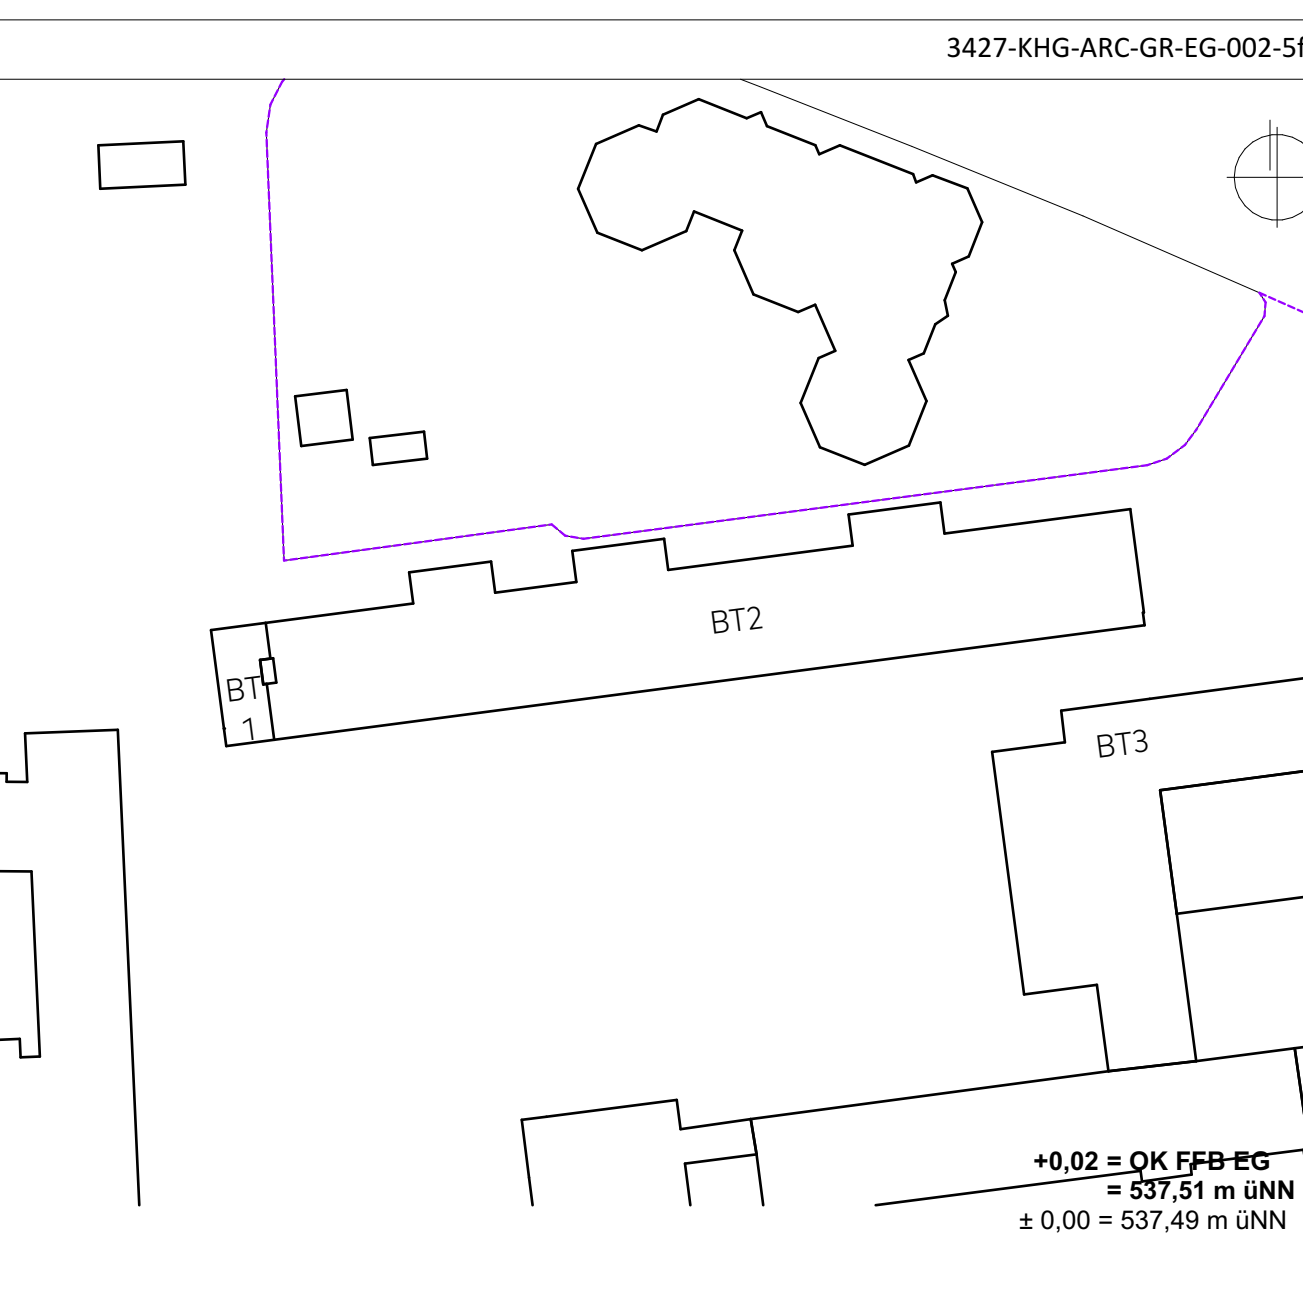 3427-KHG-ARC-GR-EG-002-5f
BT2
BT
1
BT3
+0,02 = OK FFB EG
= 537,51 m üNN
± 0,00 = 537,49 m üNN